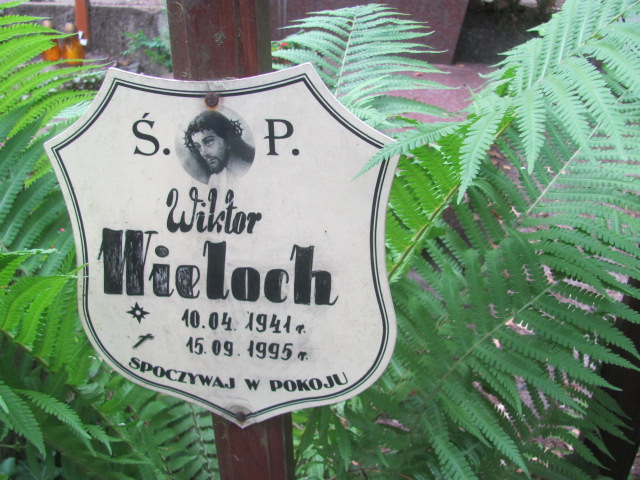 Ś. P.
Wiktor
Wieloch
10.04. 1941 r.
15.09. 1995 r.
SPOCZYWAJ W POKOJU